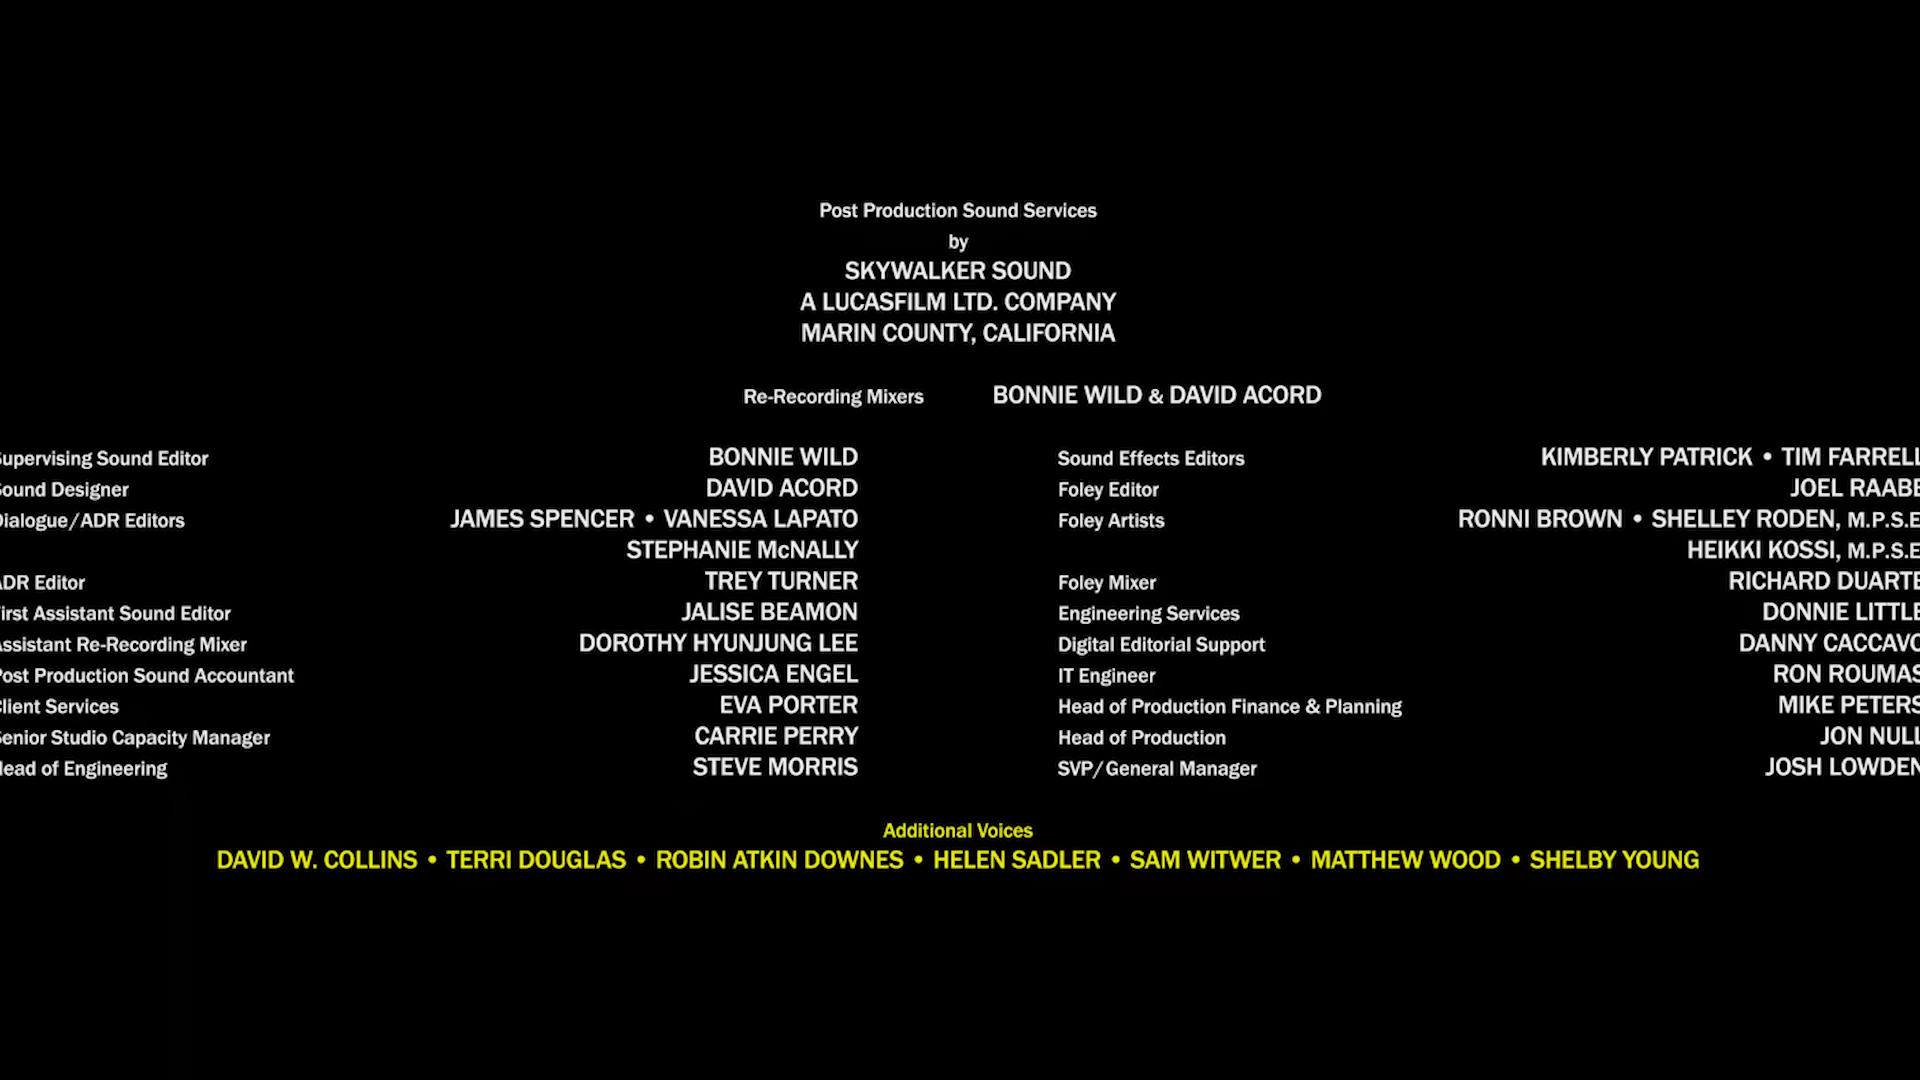 Post Production Sound Services
by
SKYWALKER SOUND
A LUCASFILM LTD. COMPANY
MARIN COUNTY, CALIFORNIA
Re-Recording Mixers BONNIE WILD & DAVID ACORD
upervising Sound Editor BONNIE WILD Sound Effects Editors KIMBERLY PATRICK • TIM FARRELL
ound Designer DAVID ACORD Foley Editor JOEL RAABE
ialogue/ADR Editors JAMES SPENCER • VANESSA LAPATO Foley Artists RONNI BROWN • SHELLEY RODEN, M.P.S.E
STEPHANIE McNALLY HEIKKI KOSSI, M.P.S.E
ADR Editor TREY TURNER Foley Mixer RICHARD DUARTE
irst Assistant Sound Editor JALISE BEAMON Engineering Services DONNIE LITTLE
Assistant Re-Recording Mixer DOROTHY HYUNJUNG LEE Digital Editorial Support DANNY CACCAVO
Post Production Sound Accountant JESSICA ENGEL IT Engineer RON ROUMAS
lient Services EVA PORTER Head of Production Finance & Planning MIKE PETERS
Senior Studio Capacity Manager CARRIE PERRY Head of Production JON NULL
ead of Engineering STEVE MORRIS SVP/General Manager JOSH LOWDEN
Additional Voices
DAVID W. COLLINS • TERRI DOUGLAS • ROBIN ATKIN DOWNES • HELEN SADLER • SAM WITWER • MATTHEW WOOD • SHELBY YOUNG